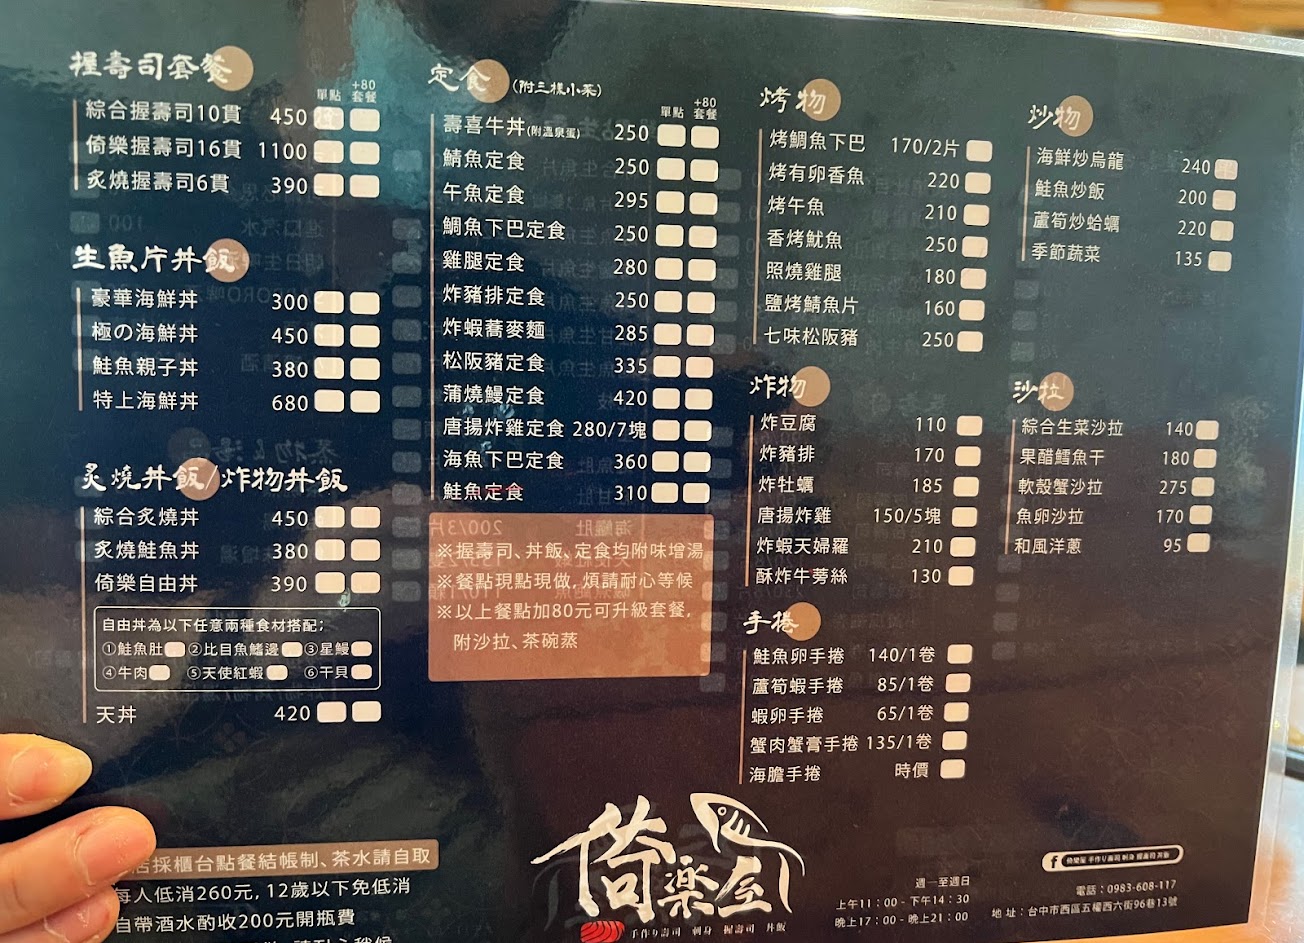 握壽司套餐
單點 +80套餐
綜合握壽司10貫 450
倚樂握壽司16貫 1100
炙燒握壽司6貫 390
生魚片丼飯
豪華海鮮丼 300
極の海鮮丼 450
鮭魚親子丼 380
特上海鮮丼 680
炙燒丼飯/炸物丼飯
綜合炙燒丼 450
炙燒鮭魚丼 380
倚樂自由丼 390
自由丼為以下任意兩種食材搭配;
①鮭魚肚 ②比目魚鰭邊 ③星鰻
④牛肉 ⑤天使紅蝦 ⑥干貝
天丼 420
店採櫃台點餐結帳制、茶水請自取
每人低消260元, 12歲以下免低消
自帶酒水酌收200元開瓶費
定食(附三樣小菜)
單點 +80套餐
壽喜牛丼(附溫泉蛋) 250
鯖魚定食 250
午魚定食 295
鯛魚下巴定食 250
雞腿定食 280
炸豬排定食 250
炸蝦蕎麥麵 285
松阪豬定食 335
蒲燒鰻定食 420
唐揚炸雞定食 280/7塊
海魚下巴定食 360
鮭魚定食 310
※握壽司、丼飯、定食均附味增湯
※餐點現點現做, 煩請耐心等候
※以上餐點加80元可升級套餐,
附沙拉、茶碗蒸
烤物
烤鯛魚下巴 170/2片
烤有卵香魚 220
烤午魚 210
香烤魷魚 250
照燒雞腿 180
鹽烤鯖魚片 160
七味松阪豬 250
炸物
炸豆腐 110
炸豬排 170
炸牡蠣 185
唐揚炸雞 150/5塊
炸蝦天婦羅 210
酥炸牛蒡絲 130
手捲
鮭魚卵手捲 140/1卷
蘆筍蝦手捲 85/1卷
蝦卵手捲 65/1卷
蟹肉蟹膏手捲 135/1卷
海膽手捲 時價
炒物
海鮮炒烏龍 240
鮭魚炒飯 200
蘆筍炒蛤蠣 220
季節蔬菜 135
沙拉
綜合生菜沙拉 140
果醋鱈魚干 180
軟殼蟹沙拉 275
魚卵沙拉 170
和風洋蔥 95
倚樂屋
手作り壽司 刺身 握壽司 丼飯
週一至週日
上午11:00 - 下午14:30
晚上17:00 - 晚上21:00
f 倚樂屋 手作り壽司 刺身 握壽司 丼飯
電話:0983-608-117
地址:台中市西區五權西六街96巷13號